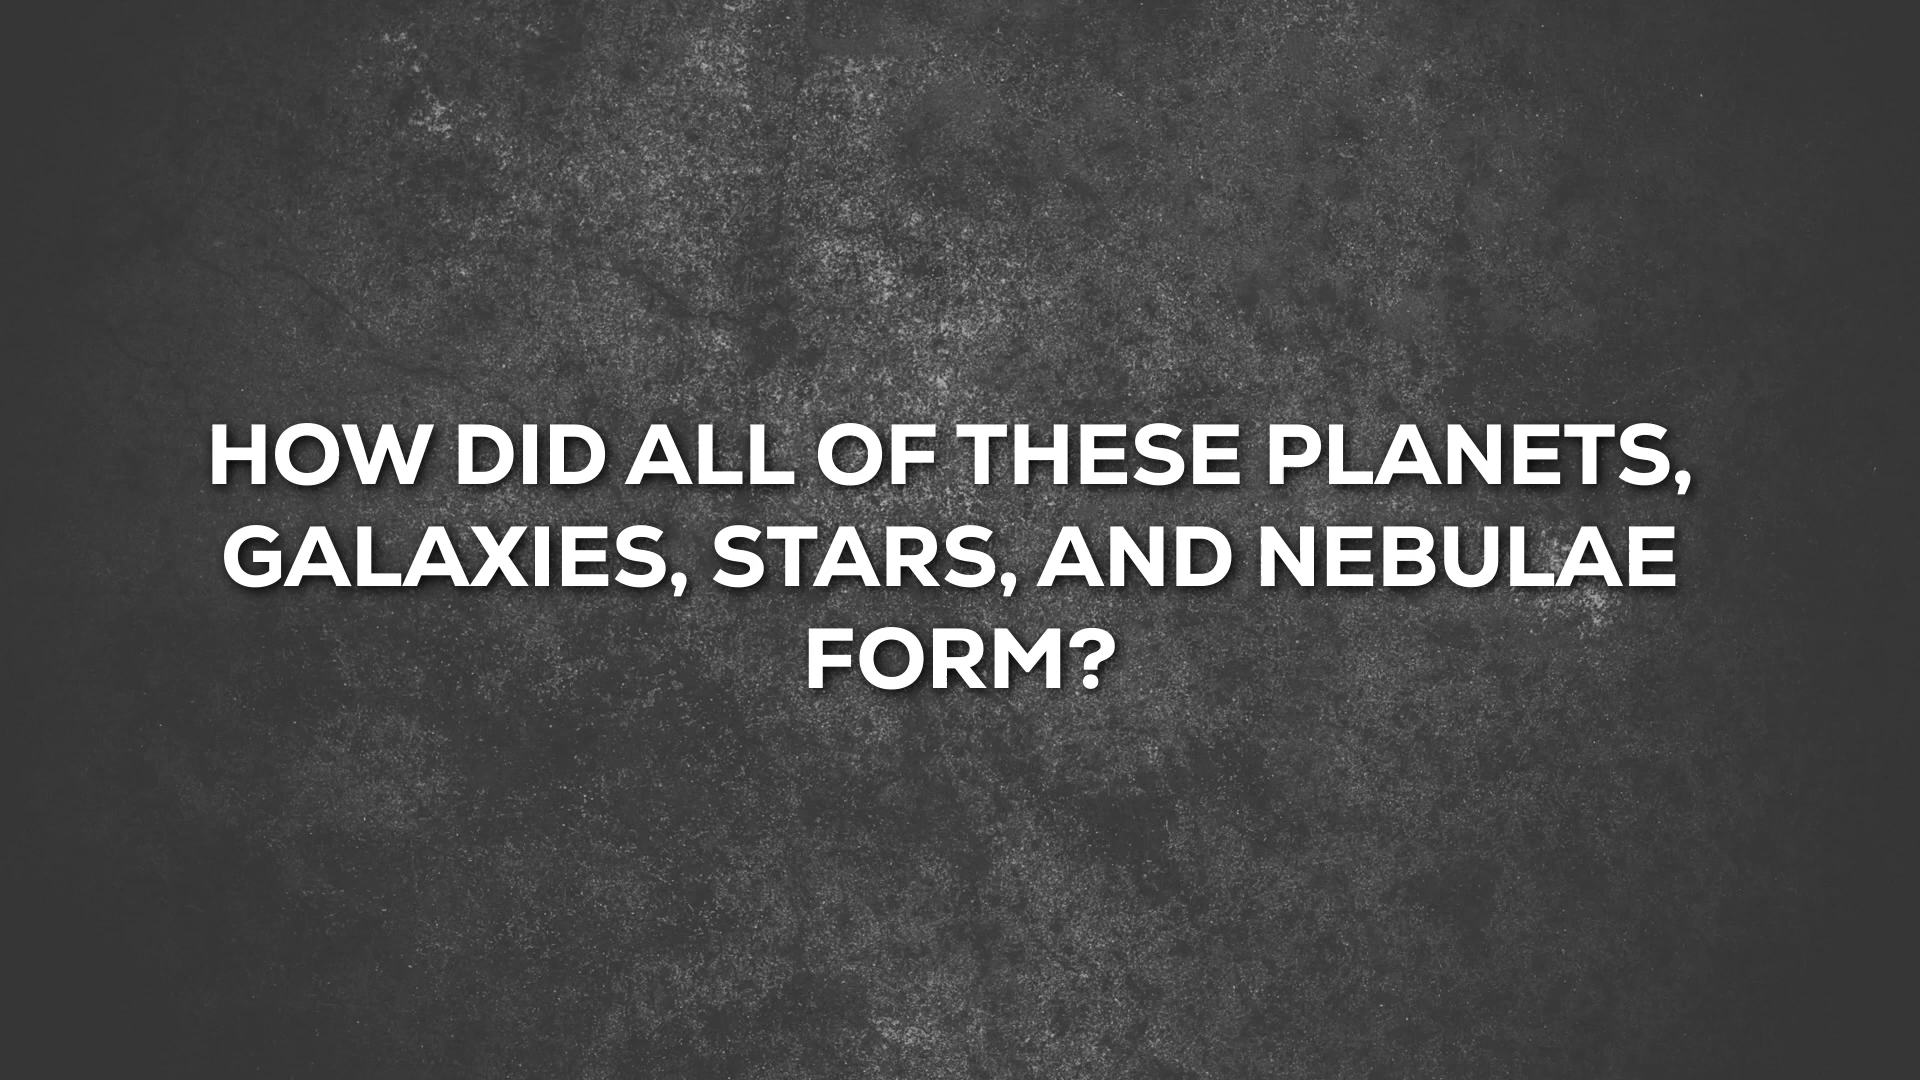 HOW DID ALL OF THESE PLANETS,
GALAXIES, STARS, AND NEBULAE
FORM?